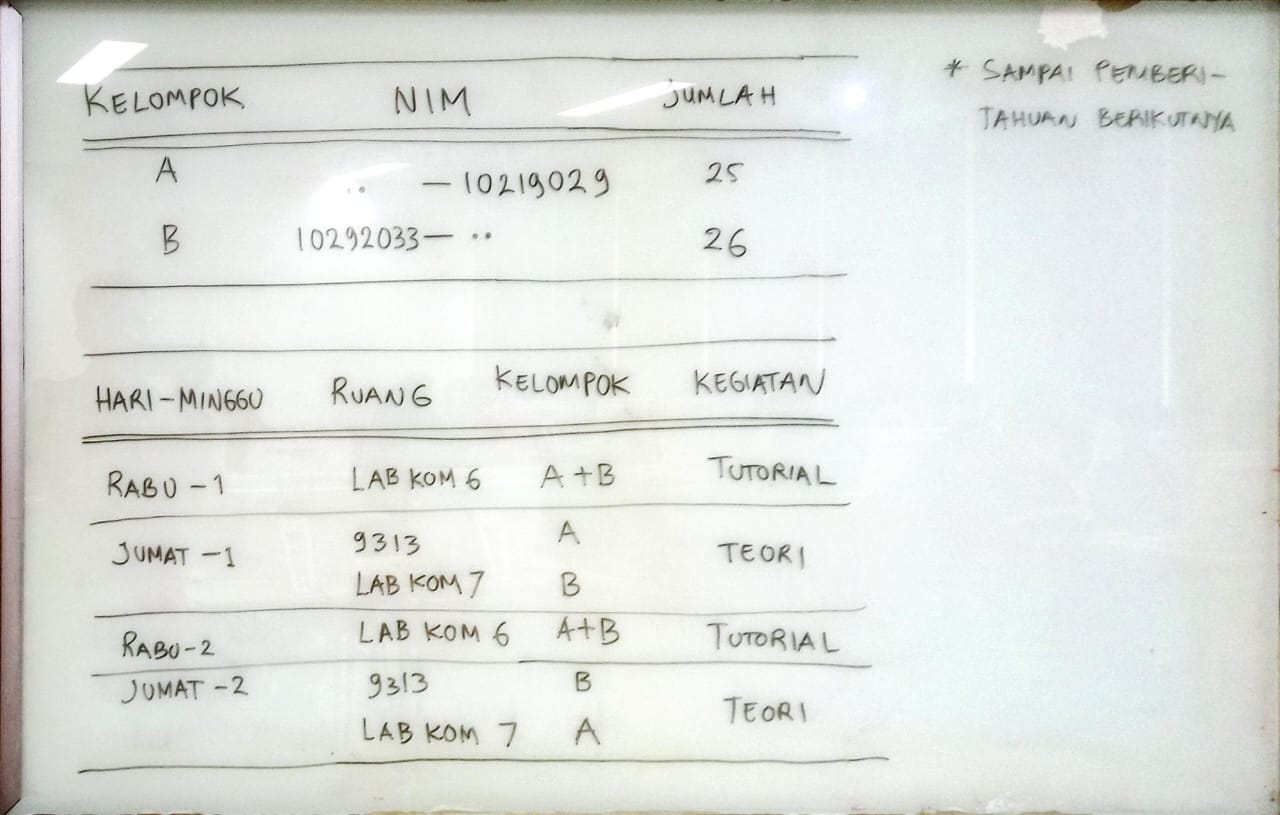 KELOMPOK NIM JUMLAH
A .. — 10219029 25
B 10292033 — .. 26
HARI-MINGGU RUANG KELOMPOK KEGIATAN
RABU-1 LAB KOM 6 A+B TUTORIAL
JUMAT-1 9313 A TEORI
LAB KOM 7 B
RABU-2 LAB KOM 6 A+B TUTORIAL
JUMAT-2 9313 B TEORI
LAB KOM 7 A
* SAMPAI PEMBERI-
TAHUAN BERIKUTNYA